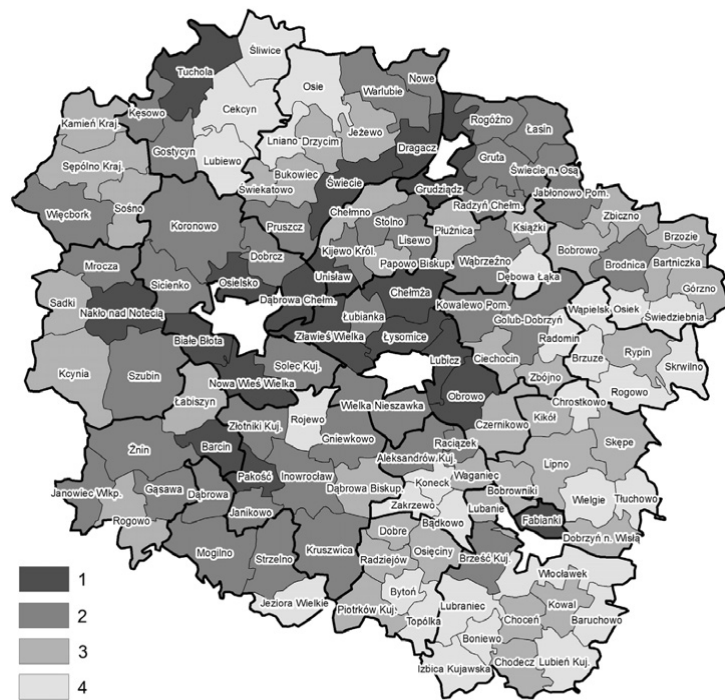 Śliwice
Tuchola
Osie
Nowe
Warlubie
Kęsowo
Cekcyn
Rogóźno
Łasin
Kamień Kraj.
Jeżewo
Lniano
Drzycim
Dragacz
Gostycyn
Lubiewo
Gruta
Sępólno Kraj.
Bukowiec
Świecie n. Osą
Świekatowo
Świecie
Grudziądz
Jabłonowo Pom.
Radzyń Chełm.
Więcbork
Sośno
Chełmno
Stolno
Zbiczno
Koronowo
Pruszcz
Płużnica
Książki
Brzozie
Kijewo Król.
Lisewo
Bobrowo
Brodnica
Bartniczka
Dobrcz
Papowo Biskup.
Wąbrzeźno
Mrocza
Unisław
Dębowa Łąka
Górzno
Sicienko
Osielsko
Chełmża
Sadki
Dąbrowa Chełm.
Kowalewo Pom.
Wąpielsk
Osiek
Świedziebnia
Nakło nad Notecią
Łubianka
Golub-Dobrzyń
Białe Błota
Zławieś Wielka
Łysomice
Radomin
Rypin
Solec Kuj.
Lubicz
Ciechocin
Brzuze
Skrwilno
Kcynia
Szubin
Nowa Wieś Wielka
Zbójno
Łabiszyn
Obrowo
Rogowo
Rojewo
Wielka Nieszawka
Chrostkowo
Złotniki Kuj.
Czernikowo
Kikół
Gniewkowo
Barcin
Raciążek
Skępe
Żnin
Aleksandrów Kuj.
Lipno
Pakość
Inowrocław
Waganiec
Koneck
Janowiec Wlkp.
Gąsawa
Dąbrowa
Dąbrowa Biskup.
Bobrowniki
Tłuchowo
Rogowo
Janikowo
Zakrzewo
Lubanie
Wielgie
Bądkowo
Fabianki
Dobre
Dobrzyń n. Wisłą
Mogilno
Strzelno
Kruszwica
Osięciny
Radziejów
Brześć Kuj.
Włocławek
Jeziora Wielkie
Bytoń
Piotrków Kuj.
Lubraniec
Kowal
Topólka
Choceń
Baruchowo
Boniewo
Izbica Kujawska
Chodecz
Lubień Kuj.
1
2
3
4